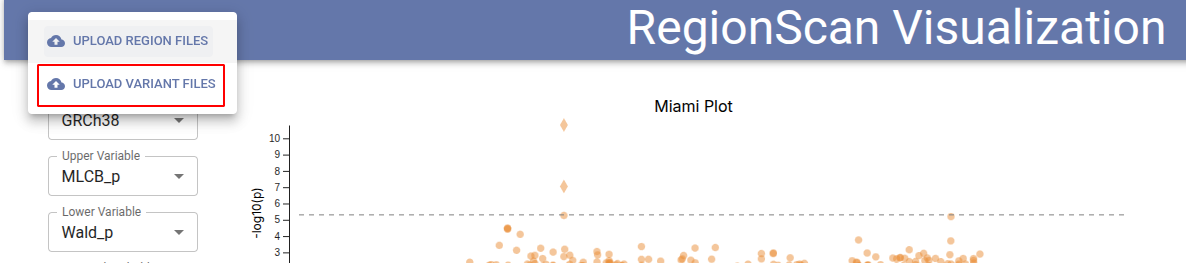 RegionScan Visualization
UPLOAD REGION FILES
UPLOAD VARIANT FILES
GRCh38
Upper Variable
MLCB_p
Lower Variable
Wald_p
Miami Plot
-log10(p)
10
9
8
7
6
5
4
3